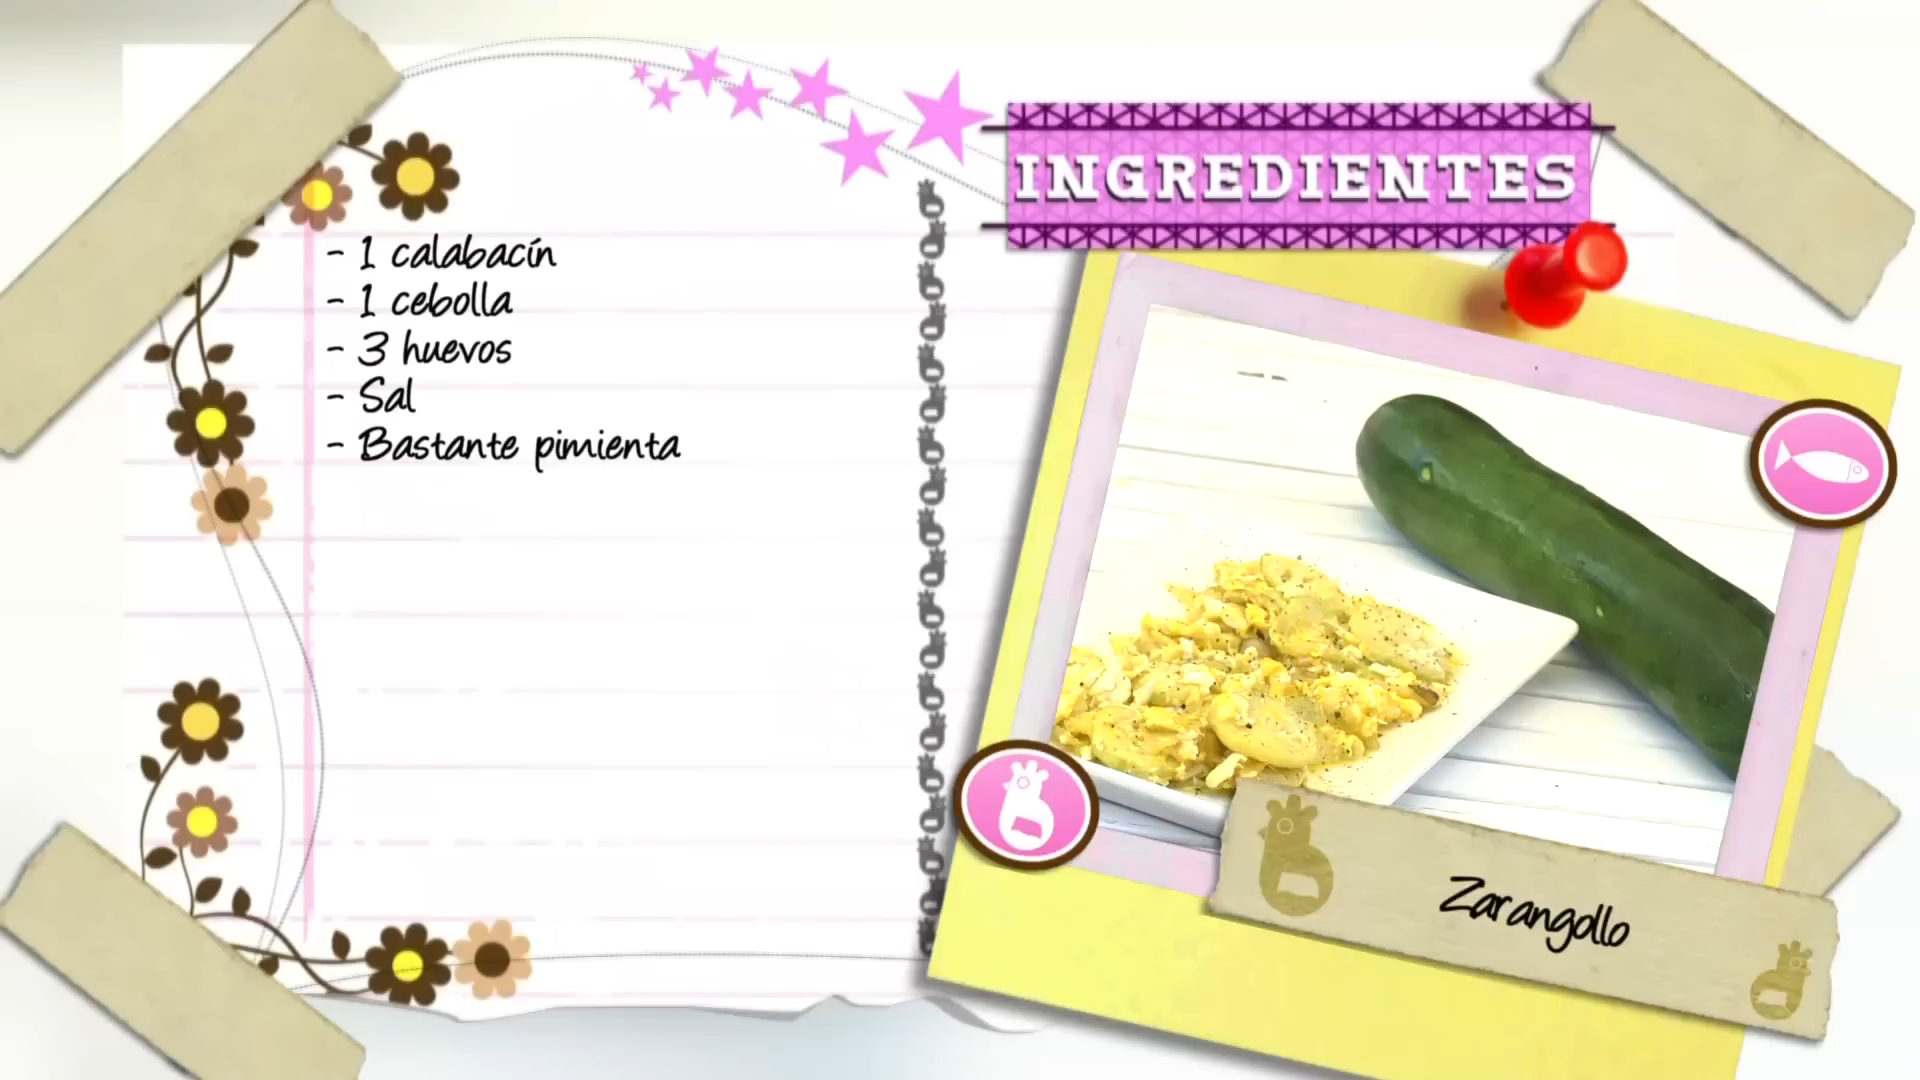 INGREDIENTES
- 1 calabacín
- 1 cebolla
- 3 huevos
- Sal
- Bastante pimienta
Zarangollo